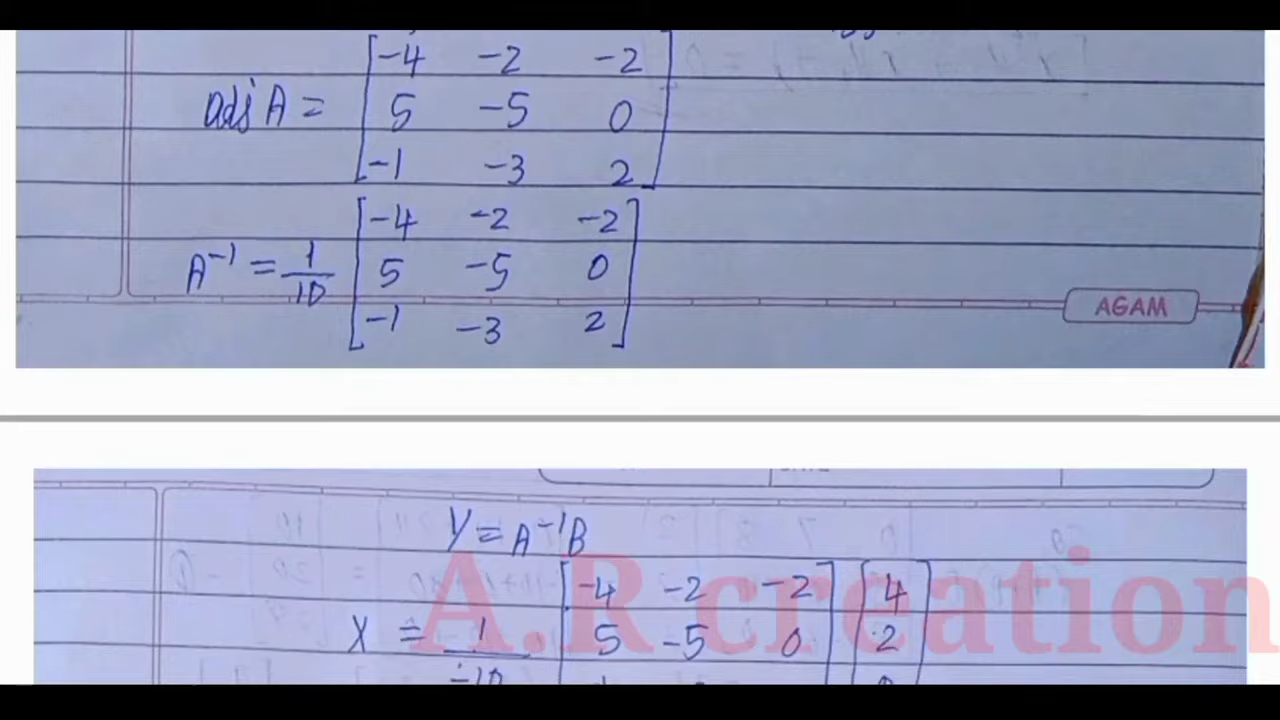 adj A = [-4 -2 -2
5 -5 0
-1 -3 2]
A⁻¹ = 1/10 [-4 -2 -2
5 -5 0
-1 -3 2]
AGAM
Y = A⁻¹B
A.R creation
X = 1/-10 [-4 -2 -2] [4
5 -5 0 2